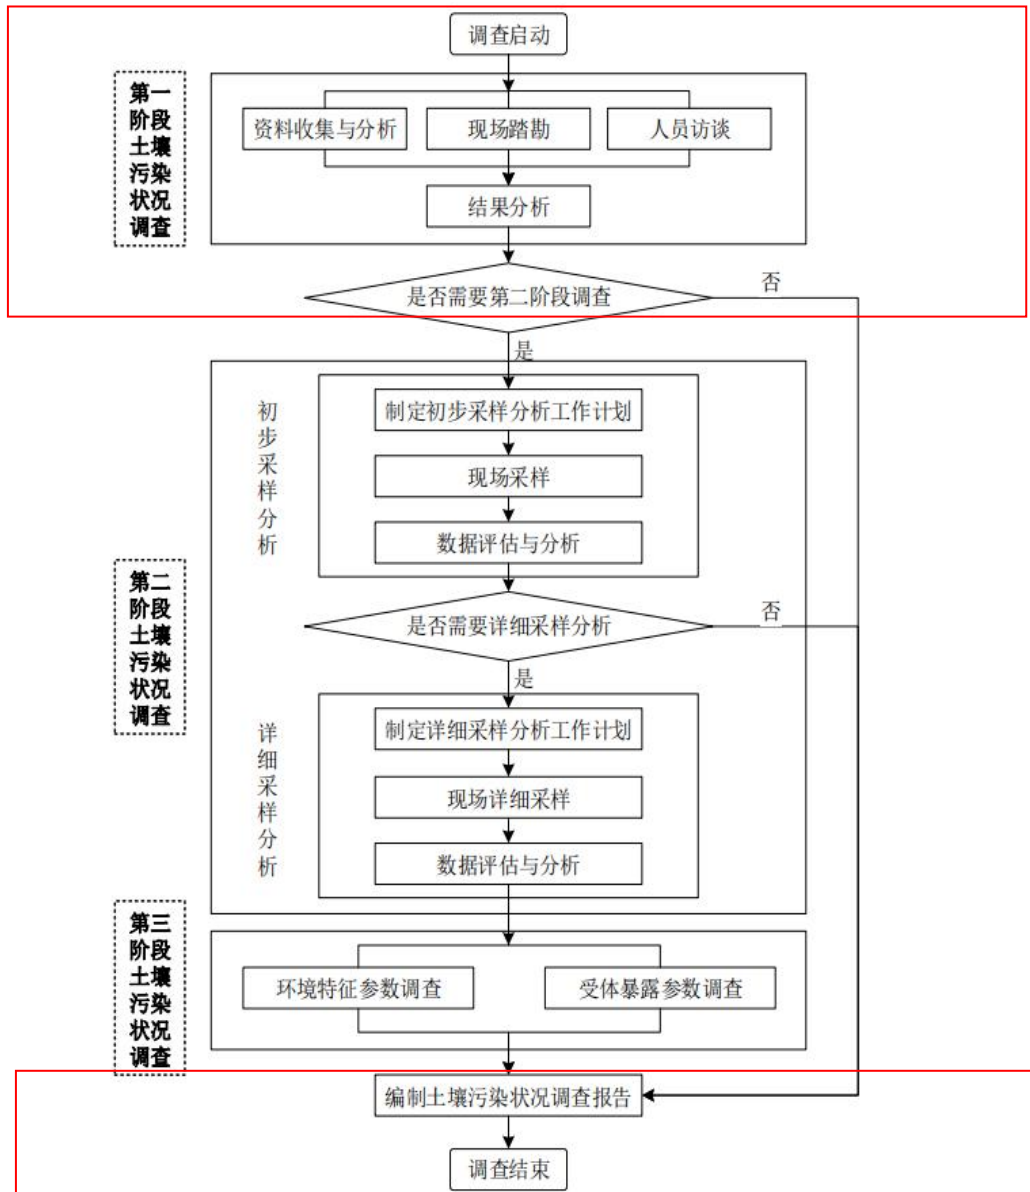 调查启动
第一
阶段
土壤
污染
状况
调查
资料收集与分析
现场踏勘
人员访谈
结果分析
是否需要第二阶段调查
否
是
初
步
采
样
分
析
制定初步采样分析工作计划
现场采样
数据评估与分析
第二
阶段
土壤
污染
状况
调查
是否需要详细采样分析
否
是
详
细
采
样
分
析
制定详细采样分析工作计划
现场详细采样
数据评估与分析
第三
阶段
土壤
污染
状况
调查
环境特征参数调查
受体暴露参数调查
编制土壤污染状况调查报告
调查结束